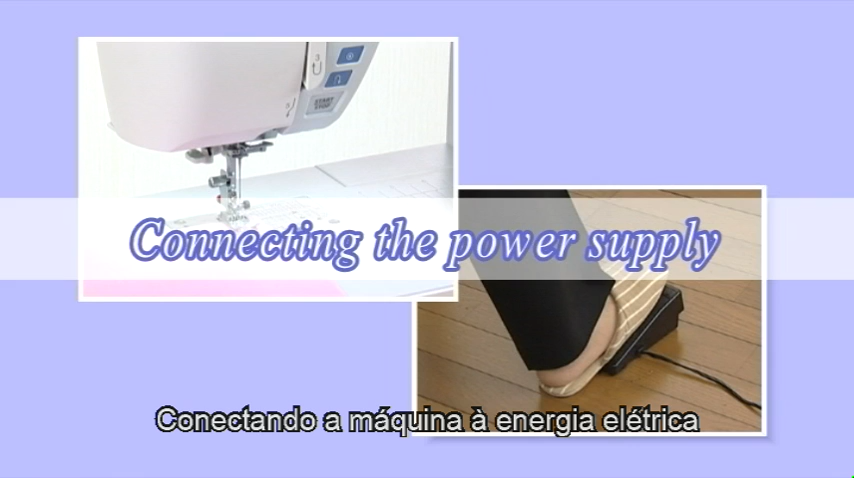 Connecting the power supply
Conectando a máquina à energia elétrica